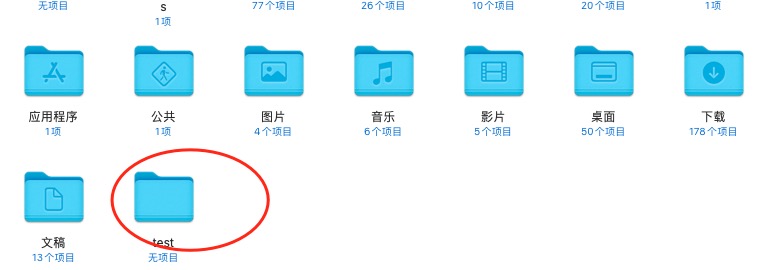 无项目
s
77个项目
26个项目
10个项目
20个项目
1项
1项
应用程序
公共
图片
音乐
影片
桌面
下载
1项
1项
4个项目
6个项目
5个项目
50个项目
178个项目
文稿
test
13个项目
无项目